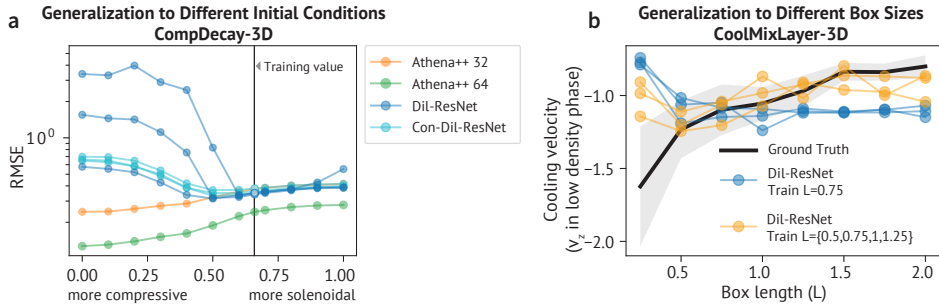 a
Generalization to Different Initial Conditions
CompDecay-3D
RMSE
10⁰
Training value
0.00
0.25
0.50
0.75
1.00
more compressive
more solenoidal
Athena++ 32
Athena++ 64
Dil-ResNet
Con-Dil-ResNet
b
Generalization to Different Box Sizes
CoolMixLayer-3D
Cooling velocity
(v_z in low density phase)
−1.0
−1.5
−2.0
0.5
1.0
1.5
2.0
Box length (L)
Ground Truth
Dil-ResNet
Train L=0.75
Dil-ResNet
Train L={0.5,0.75,1,1.25}